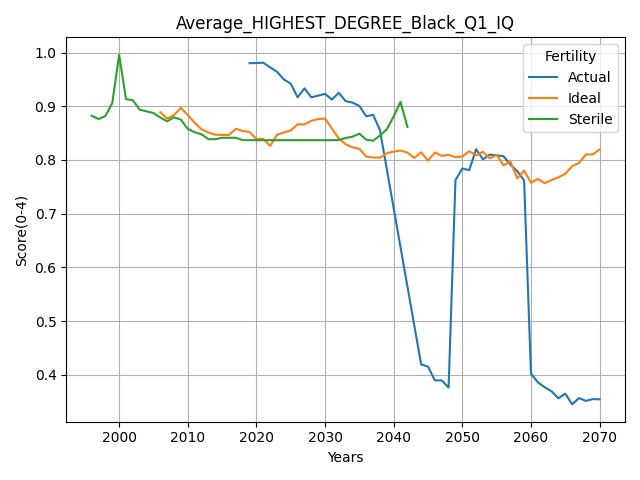 Average_HIGHEST_DEGREE_Black_Q1_IQ
Fertility
Actual
Ideal
Sterile
Score(0-4)
1.0
0.9
0.8
0.7
0.6
0.5
0.4
2000 2010 2020 2030 2040 2050 2060 2070
Years